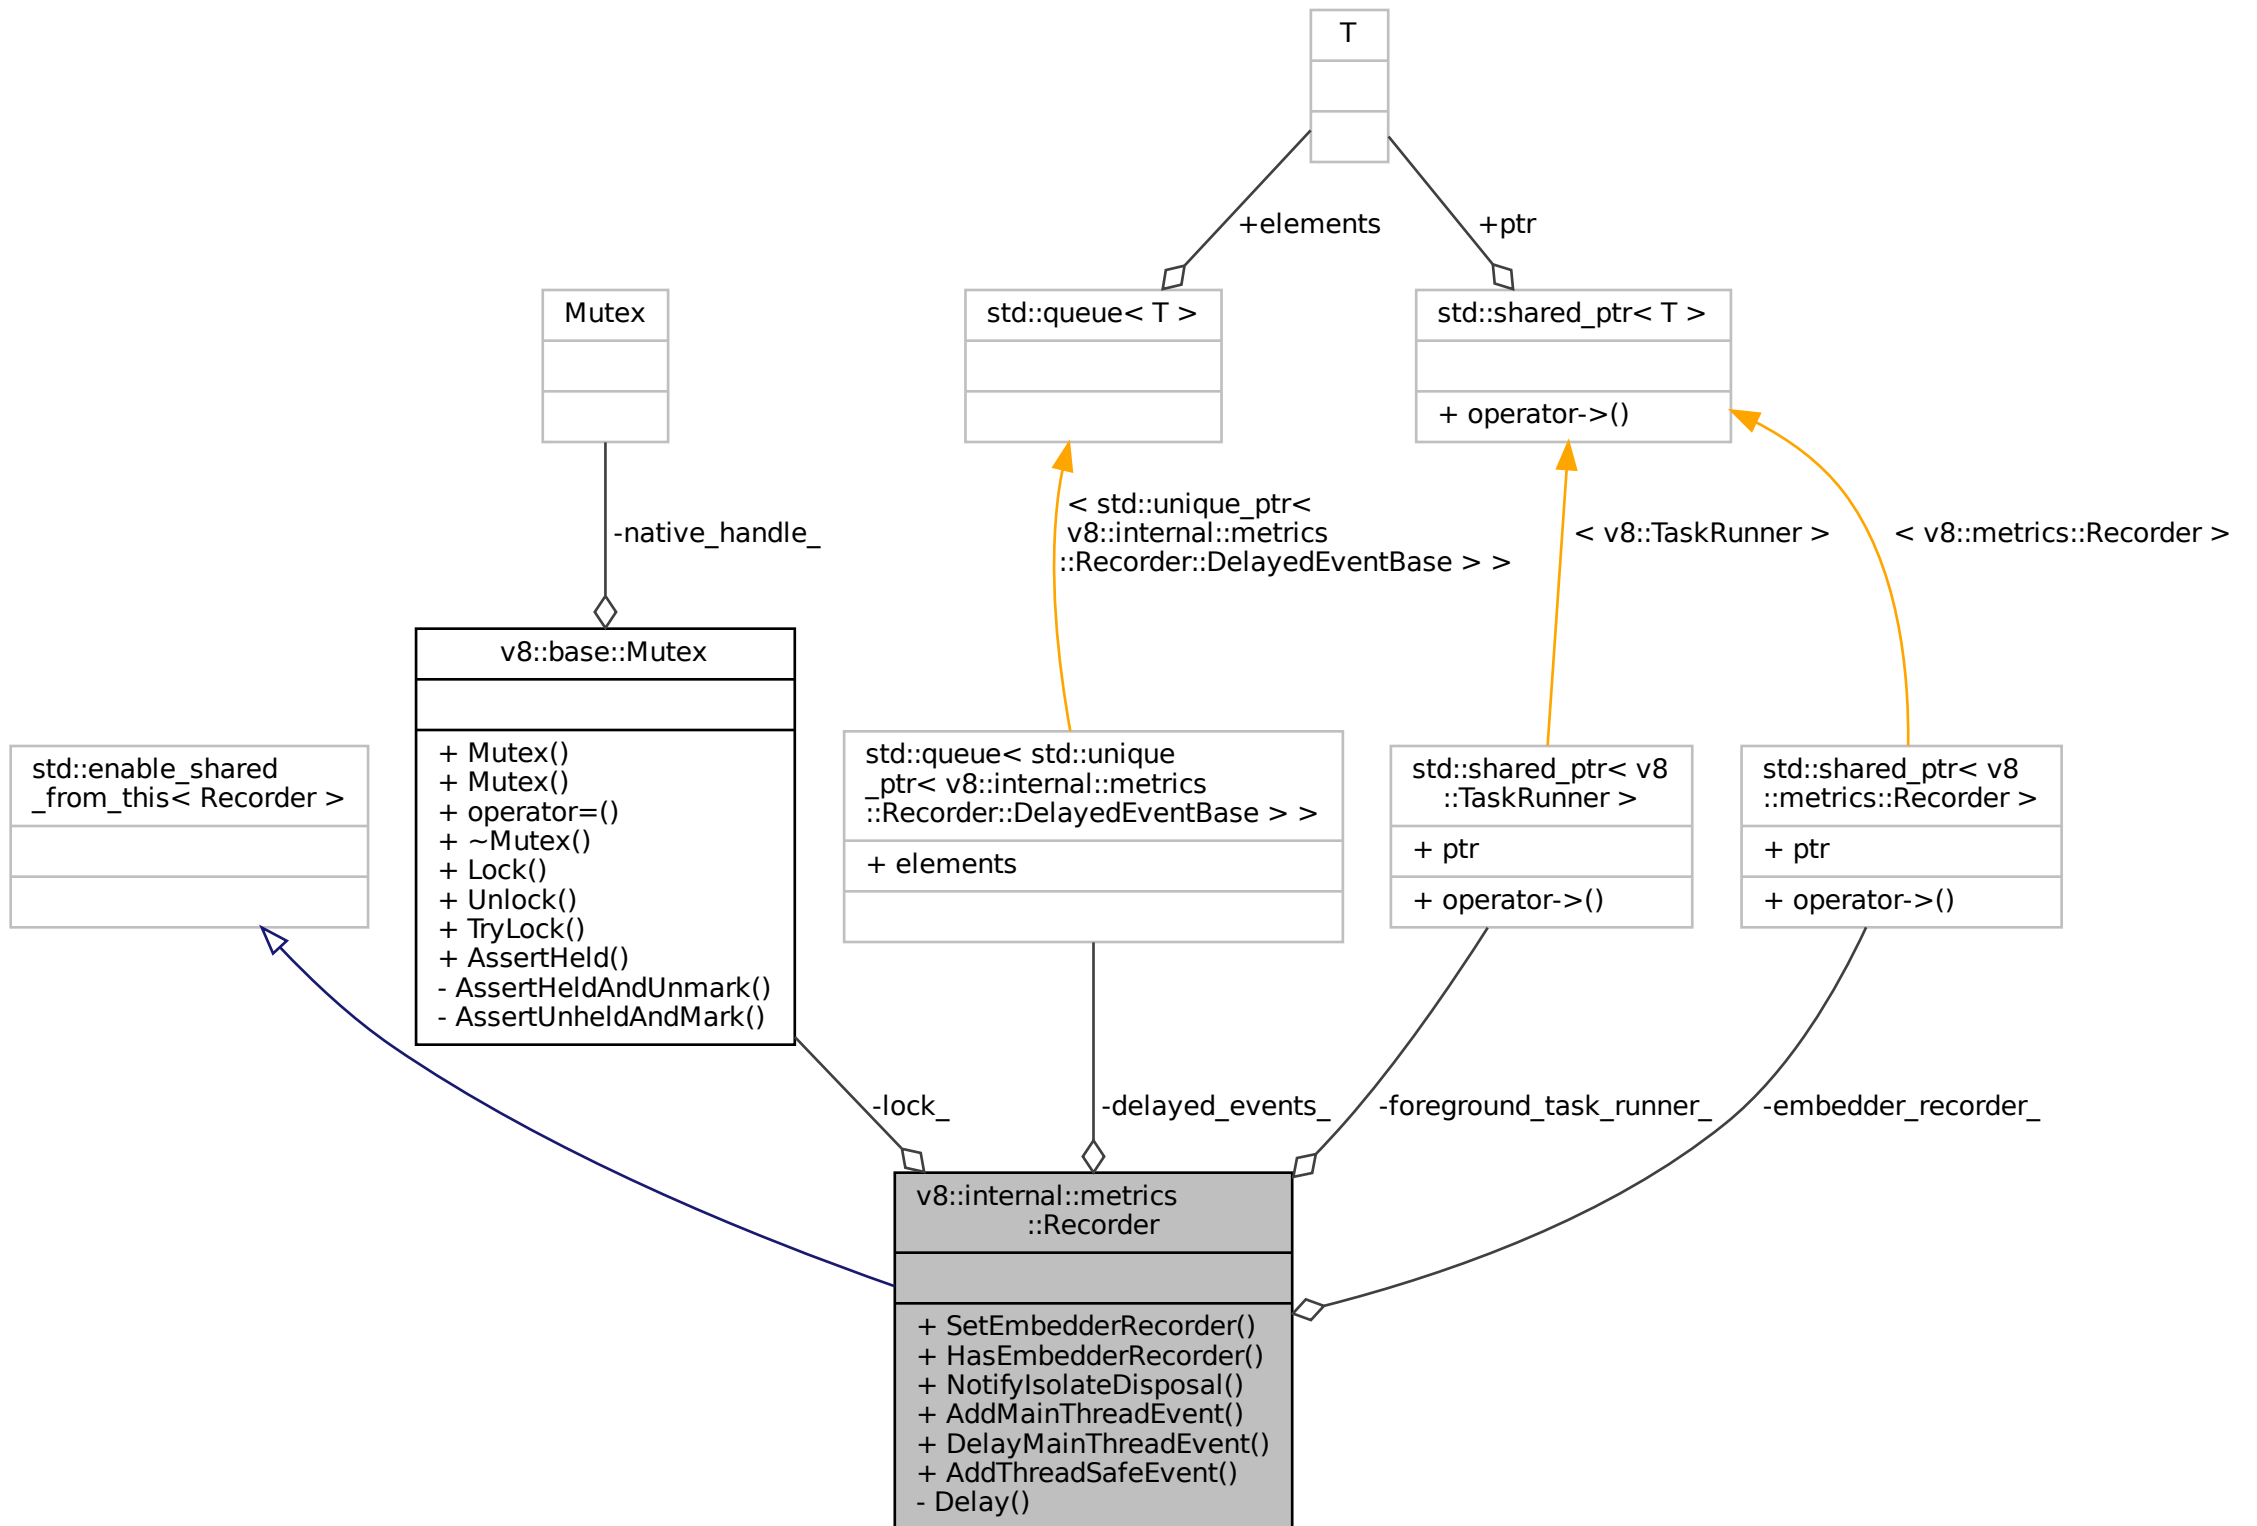 T
+elements
+ptr
Mutex
std::queue< T >
std::shared_ptr< T >
+ operator->()
-native_handle_
< std::unique_ptr<
v8::internal::metrics
::Recorder::DelayedEventBase > >
< v8::TaskRunner >
< v8::metrics::Recorder >
std::enable_shared
_from_this< Recorder >
v8::base::Mutex
+ Mutex()
+ Mutex()
+ operator=()
+ ~Mutex()
+ Lock()
+ Unlock()
+ TryLock()
+ AssertHeld()
- AssertHeldAndUnmark()
- AssertUnheldAndMark()
std::queue< std::unique
_ptr< v8::internal::metrics
::Recorder::DelayedEventBase > >
+ elements
std::shared_ptr< v8
::TaskRunner >
+ ptr
+ operator->()
std::shared_ptr< v8
::metrics::Recorder >
+ ptr
+ operator->()
-lock_
-delayed_events_
-foreground_task_runner_
-embedder_recorder_
v8::internal::metrics
::Recorder
+ SetEmbedderRecorder()
+ HasEmbedderRecorder()
+ NotifyIsolateDisposal()
+ AddMainThreadEvent()
+ DelayMainThreadEvent()
+ AddThreadSafeEvent()
- Delay()